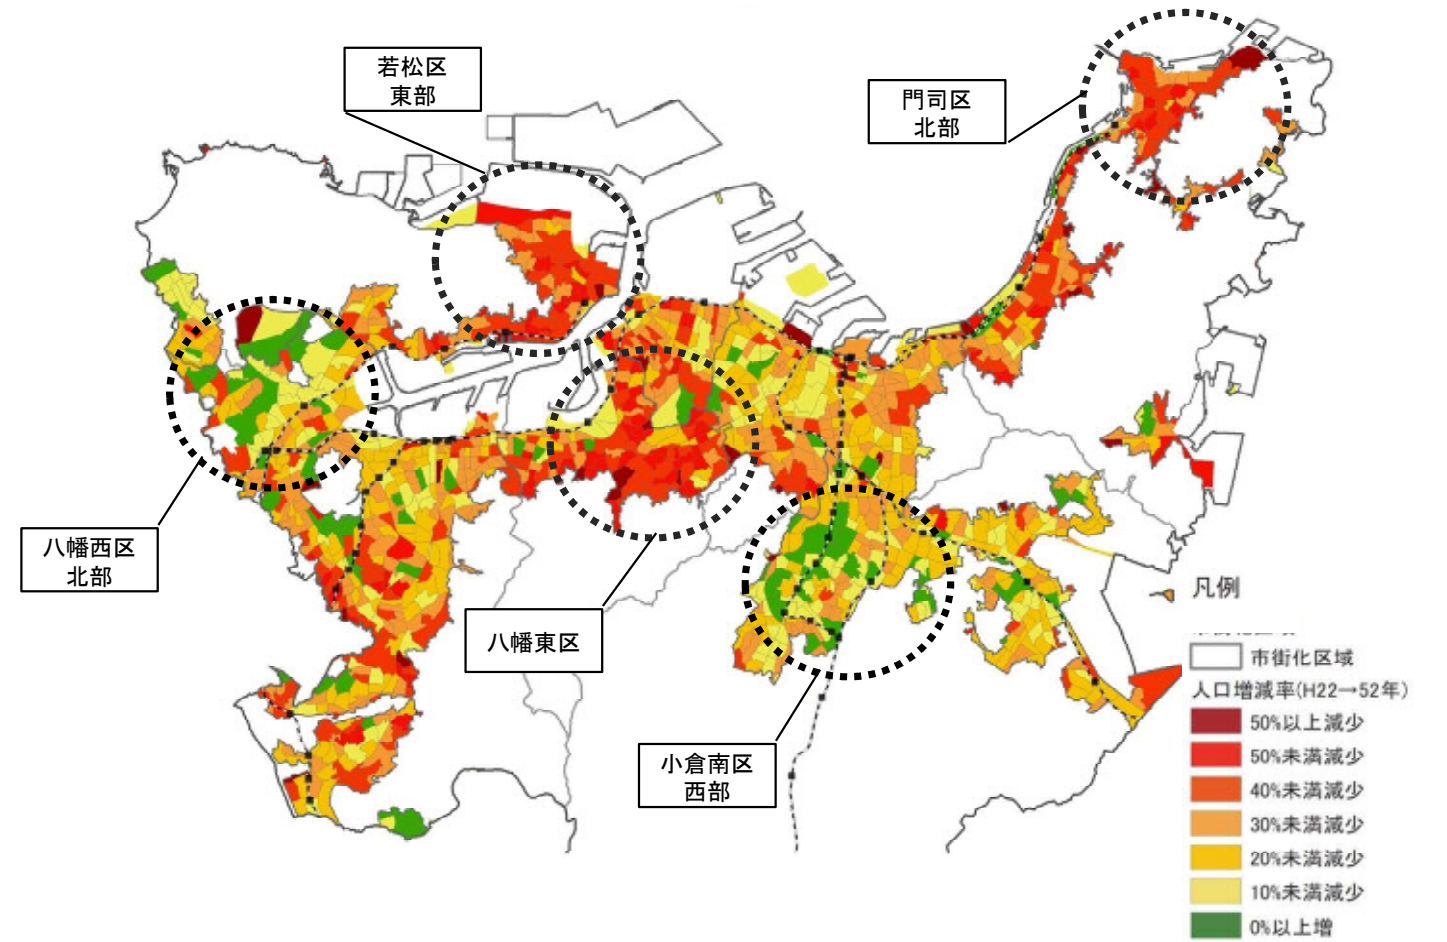 若松区
東部
門司区
北部
八幡西区
北部
八幡東区
小倉南区
西部
凡例
市街化区域
人口増減率(H22→52年)
50%以上減少
50%未満減少
40%未満減少
30%未満減少
20%未満減少
10%未満減少
0%以上増